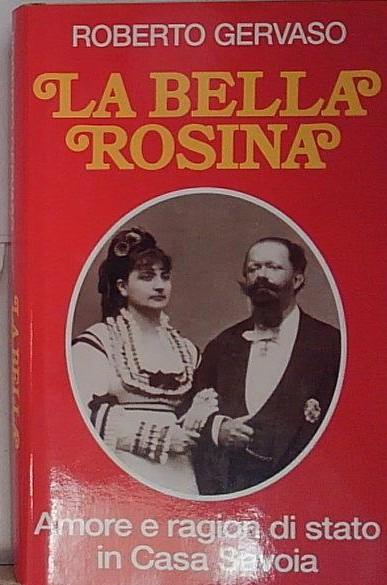 ROBERTO GERVASO
LA BELLA
ROSINA
Amore e ragion di stato
in Casa Savoia
LA BELLA